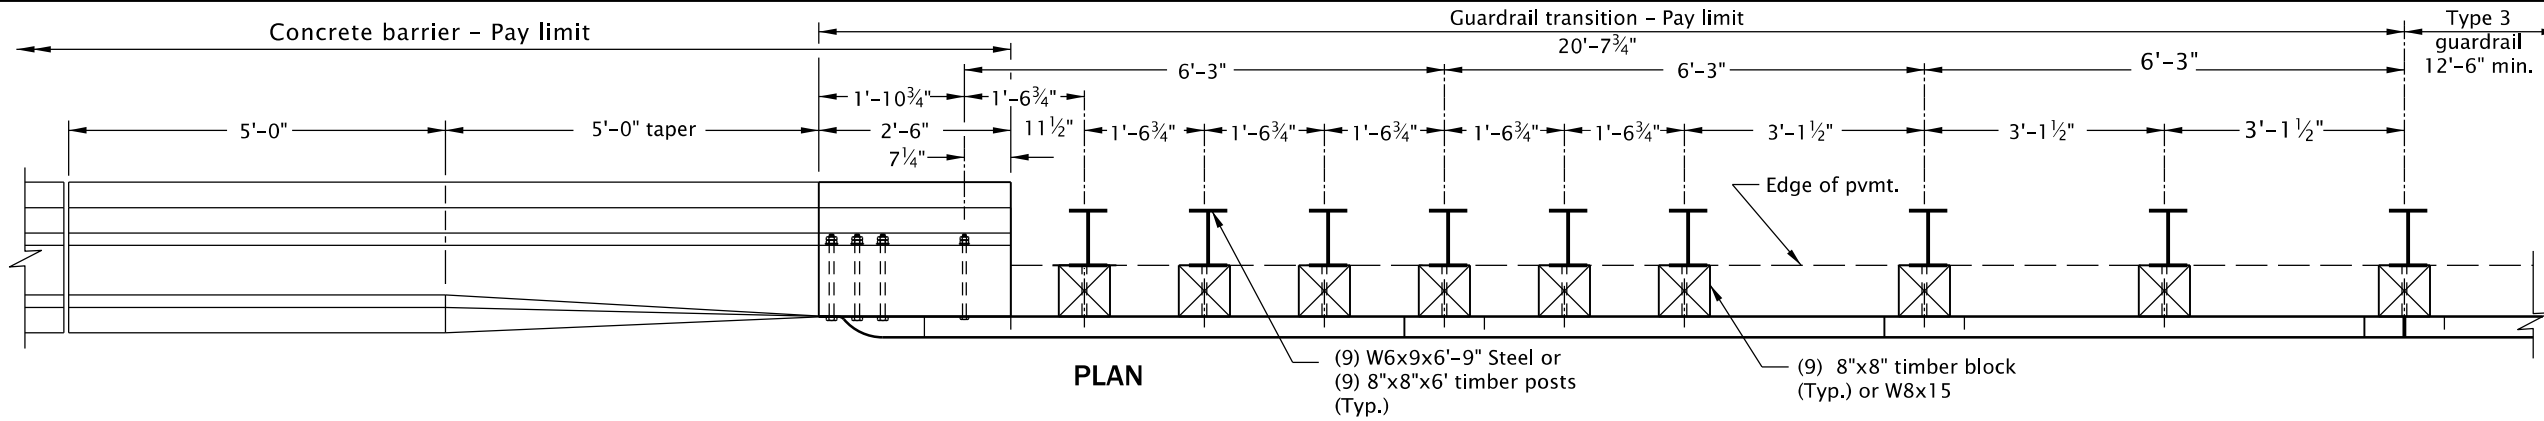 Concrete barrier – Pay limit
Guardrail transition – Pay limit
20'–7¾"
Type 3
guardrail
12'–6" min.
6'–3"
6'–3"
6'–3"
1'–10¾"
1'–6¾"
5'–0"
5'–0" taper
2'–6"
11½"
1'–6¾"
1'–6¾"
1'–6¾"
1'–6¾"
1'–6¾"
3'–1½"
3'–1½"
3'–1½"
7¼"
Edge of pvmt.
(9) W6x9x6'–9" Steel or
(9) 8"x8"x6' timber posts
(Typ.)
(9) 8"x8" timber block
(Typ.) or W8x15
PLAN